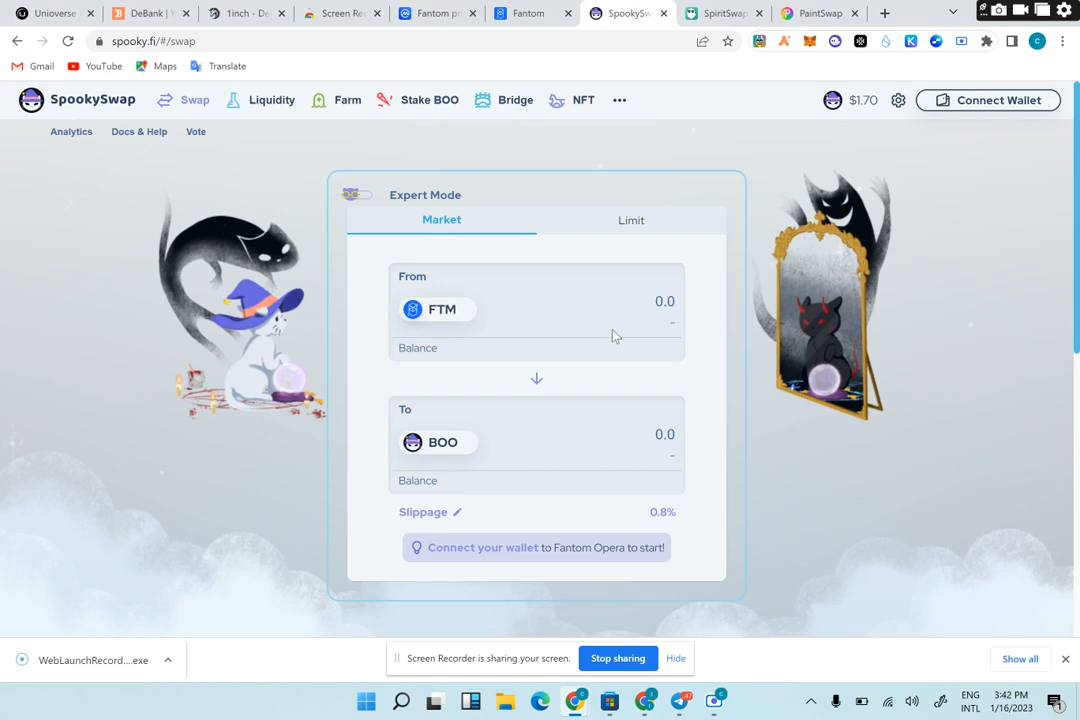 Unioverse
DeBank | Y
1inch - De
Screen Re
Fantom pr
Fantom
SpookySw
SpiritSwap
PaintSwap
spooky.fi/#/swap
Gmail YouTube Maps Translate
SpookySwap Swap Liquidity Farm Stake BOO Bridge NFT ••• $1.70 Connect Wallet
Analytics Docs & Help Vote
Expert Mode
Market Limit
From
FTM 0.0
-
Balance
To
BOO 0.0
-
Balance
Slippage 0.8%
Connect your wallet to Fantom Opera to start!
WebLaunchRecord....exe
Screen Recorder is sharing your screen. Stop sharing Hide
Show all
ENG 3:42 PM
INTL 1/16/2023